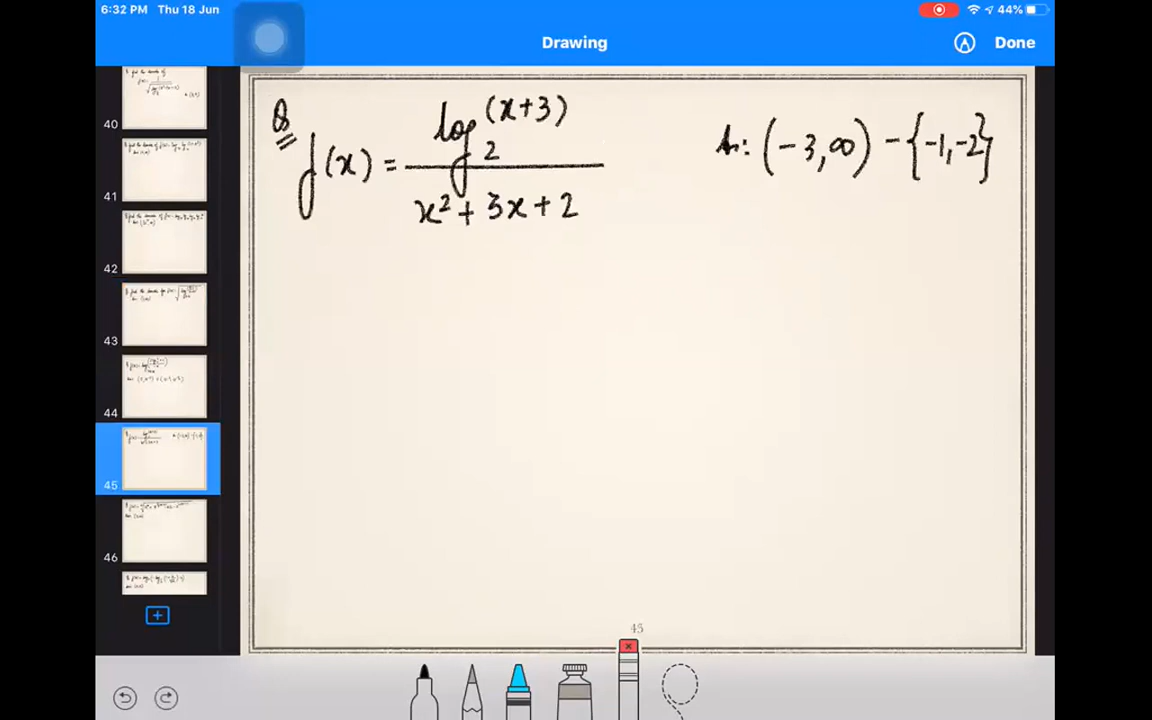 6:32 PM Thu 18 Jun
44%
Drawing
Done
40
41
42
43
44
45
46
Q
f(x) = log₂(x+3) / x² + 3x + 2
An: (-3, ∞) - {-1, -2}
45